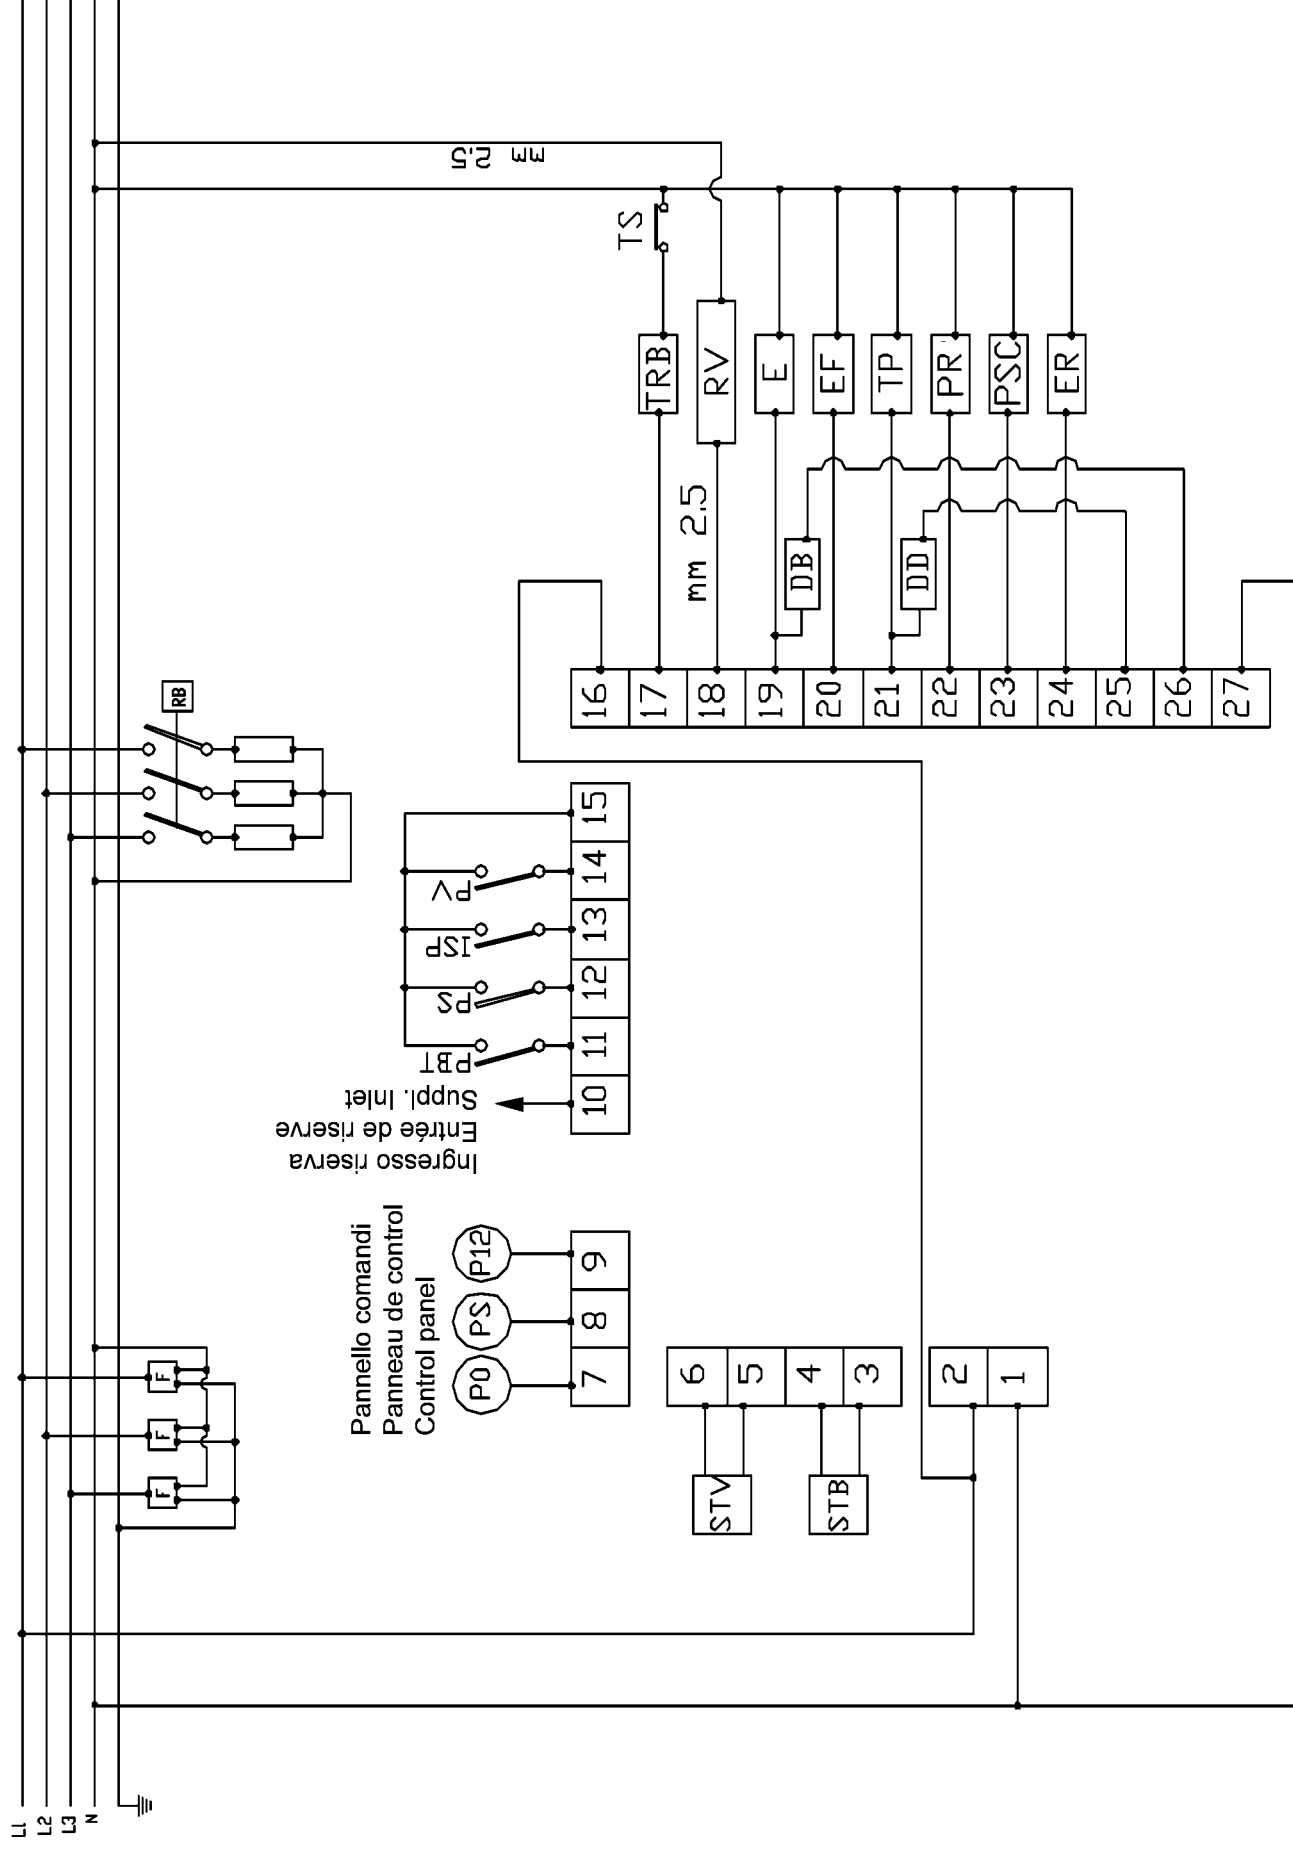 L1
L2
L3
N
F
F
F
RB
Pannello comandi
Panneau de control
Control panel
P0
PS
P12
7
8
9
Ingresso riserva
Entrée de riserve
Suppl. Inlet
PBT
PS
ISP
PV
10
11
12
13
14
15
STV
STB
6
5
4
3
2
1
16
17
18
19
20
21
22
23
24
25
26
27
mm 2.5
mm 2.5
DB
DD
TRB
RV
E
EF
TP
PR
PSC
ER
TS